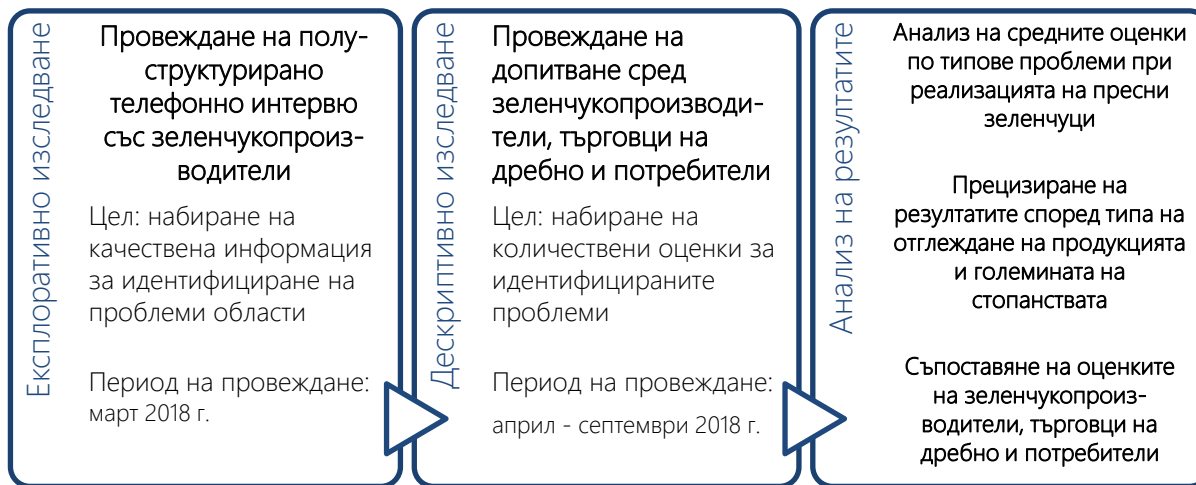 Експлоративно изследване
Провеждане на полу-
структурирано
телефонно интервю
със зеленчукопроиз-
водители
Цел: набиране на
качествена информация
за идентифициране на
проблеми области
Период на провеждане:
март 2018 г.
Дескриптивно изследване
Провеждане на
допитване сред
зеленчукопроизводи-
тели, търговци на
дребно и потребители
Цел: набиране на
количествени оценки за
идентифицираните
проблеми
Период на провеждане:
април - септември 2018 г.
Анализ на резултатите
Анализ на средните оценки
по типове проблеми при
реализацията на пресни
зеленчуци
Прецизиране на
резултатите според типа на
отглеждане на продукцията
и големината на
стопанствата
Съпоставяне на оценките
на зеленчукопроиз-
водители, търговци на
дребно и потребители